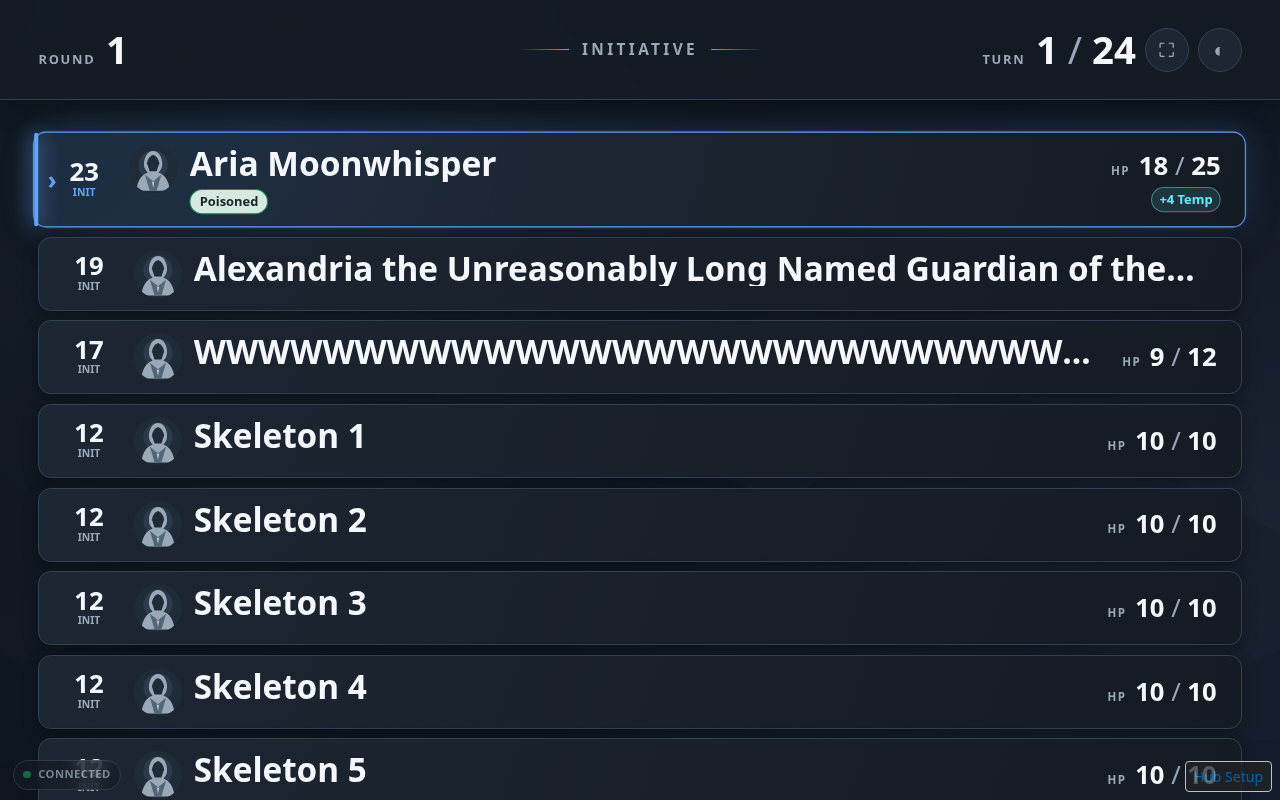 ROUND 1
INITIATIVE
TURN 1 / 24
23 INIT
Aria Moonwhisper
Poisoned
HP 18 / 25
+4 Temp
19 INIT
Alexandria the Unreasonably Long Named Guardian of the...
17 INIT
WWWWWWWWWWWWWWWWWWWWWWWWWWW...
HP 9 / 12
12 INIT
Skeleton 1
HP 10 / 10
12 INIT
Skeleton 2
HP 10 / 10
12 INIT
Skeleton 3
HP 10 / 10
12 INIT
Skeleton 4
HP 10 / 10
12
Skeleton 5
HP 10 / 10
CONNECTED
Hub Setup